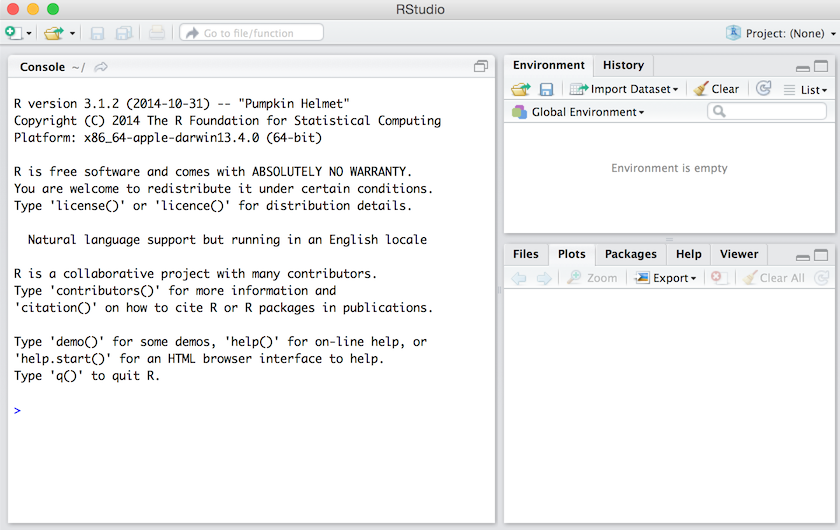 RStudio
Go to file/function
Project: (None)
Console ~/
R version 3.1.2 (2014-10-31) -- "Pumpkin Helmet"
Copyright (C) 2014 The R Foundation for Statistical Computing
Platform: x86_64-apple-darwin13.4.0 (64-bit)
R is free software and comes with ABSOLUTELY NO WARRANTY.
You are welcome to redistribute it under certain conditions.
Type 'license()' or 'licence()' for distribution details.
Natural language support but running in an English locale
R is a collaborative project with many contributors.
Type 'contributors()' for more information and
'citation()' on how to cite R or R packages in publications.
Type 'demo()' for some demos, 'help()' for on-line help, or
'help.start()' for an HTML browser interface to help.
Type 'q()' to quit R.
>
Environment History
Import Dataset Clear List
Global Environment
Environment is empty
Files Plots Packages Help Viewer
Zoom Export Clear All